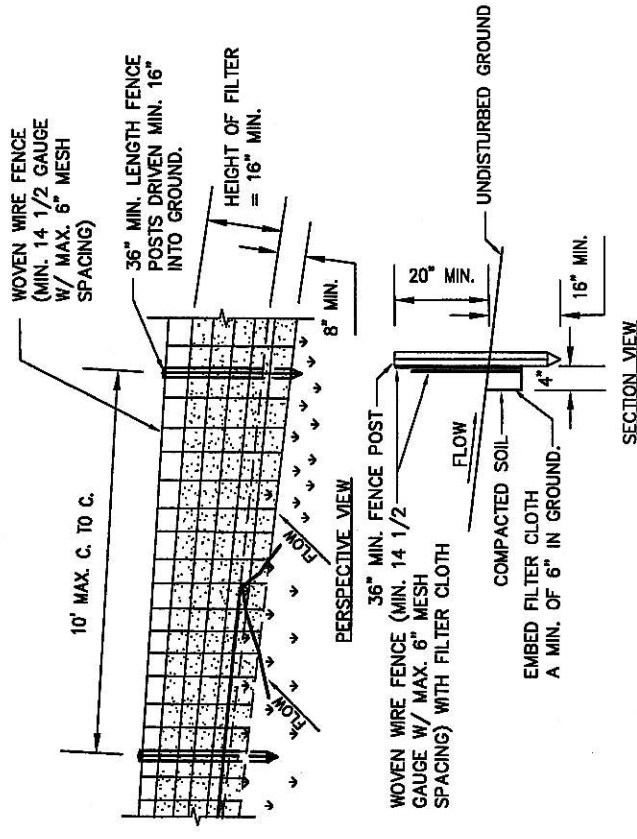 WOVEN WIRE FENCE
(MIN. 14 1/2 GAUGE
W/ MAX. 6" MESH
SPACING)
10' MAX. C. TO C.
36" MIN. LENGTH FENCE
POSTS DRIVEN MIN. 16"
INTO GROUND.
HEIGHT OF FILTER
= 16" MIN.
8" MIN.
FLOW
FLOW
PERSPECTIVE VIEW
36" MIN. FENCE POST
WOVEN WIRE FENCE (MIN. 14 1/2
GAUGE W/ MAX. 6" MESH
SPACING) WITH FILTER CLOTH
20" MIN.
UNDISTURBED GROUND
FLOW
COMPACTED SOIL
EMBED FILTER CLOTH
A MIN. OF 6" IN GROUND.
4"
16" MIN.
SECTION VIEW